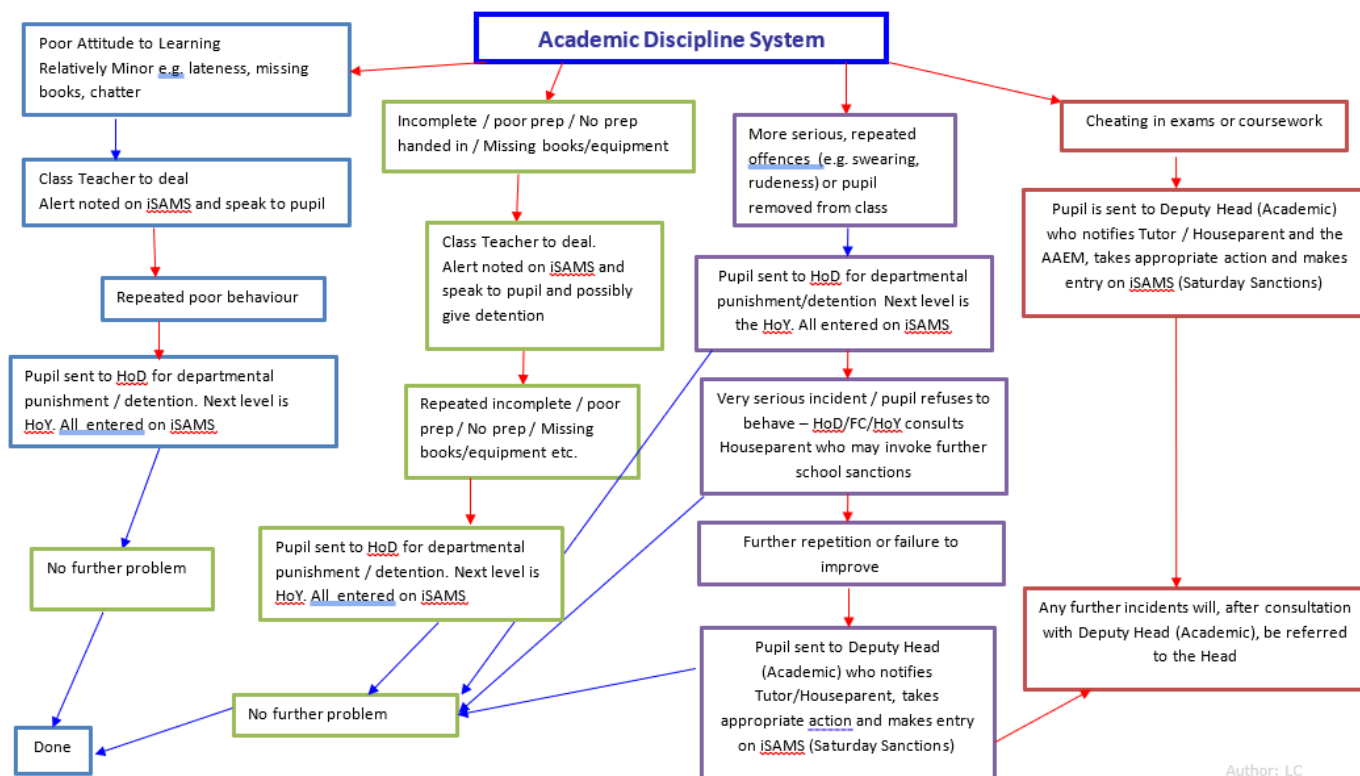 Academic Discipline System
Poor Attitude to Learning
Relatively Minor e.g. lateness, missing
books, chatter
Class Teacher to deal
Alert noted on iSAMS and speak to pupil
Repeated poor behaviour
Pupil sent to HoD for departmental
punishment / detention. Next level is
HoY. All entered on iSAMS
No further problem
Done
Incomplete / poor prep / No prep
handed in / Missing books/equipment
Class Teacher to deal.
Alert noted on iSAMS and
speak to pupil and possibly
give detention
Repeated incomplete / poor
prep / No prep / Missing
books/equipment etc.
Pupil sent to HoD for departmental
punishment / detention. Next level is
HoY. All entered on iSAMS
No further problem
More serious, repeated
offences (e.g. swearing,
rudeness) or pupil
removed from class
Pupil sent to HoD for departmental
punishment/detention Next level is
the HoY. All entered on iSAMS
Very serious incident / pupil refuses to
behave – HoD/FC/HoY consults
Houseparent who may invoke further
school sanctions
Further repetition or failure to
improve
Pupil sent to Deputy Head
(Academic) who notifies
Tutor/Houseparent, takes
appropriate action and makes entry
on iSAMS (Saturday Sanctions)
Cheating in exams or coursework
Pupil is sent to Deputy Head (Academic)
who notifies Tutor / Houseparent and the
AAEM, takes appropriate action and makes
entry on iSAMS (Saturday Sanctions)
Any further incidents will, after consultation
with Deputy Head (Academic), be referred
to the Head
Author: LC